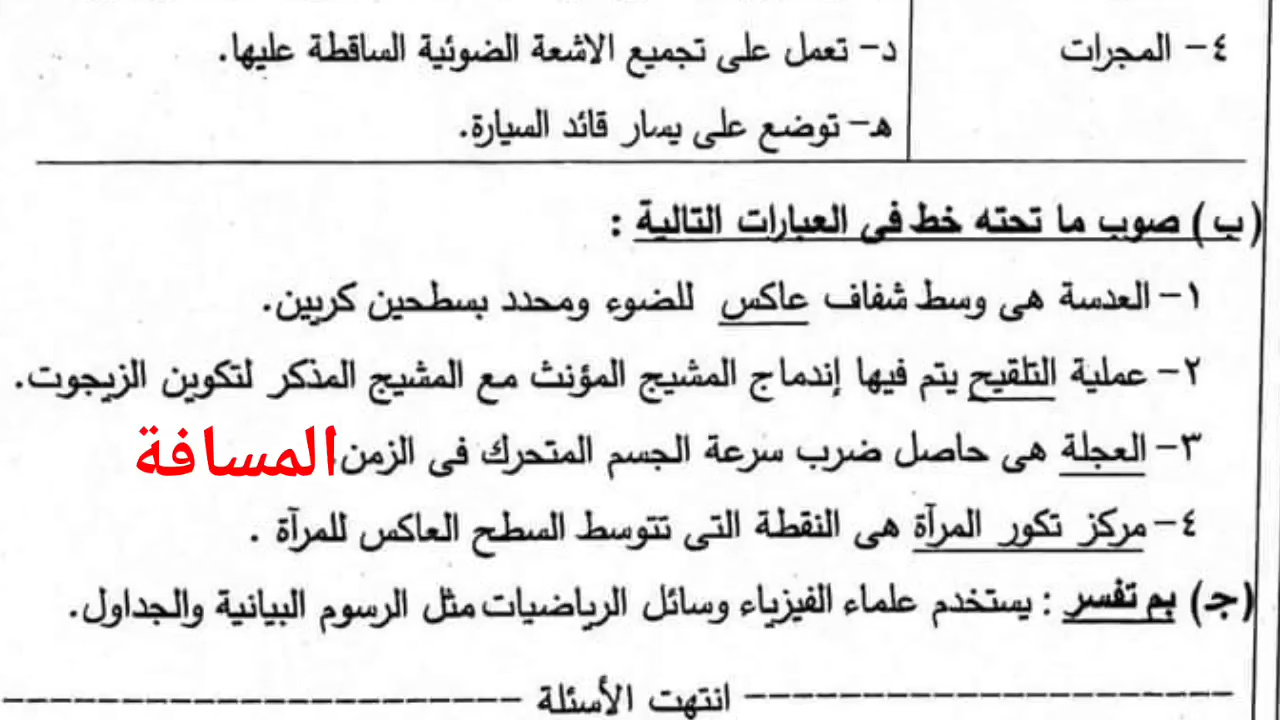 ٤- المجرات
د- تعمل على تجميع الاشعة الضوئية الساقطة عليها.
هـ- توضع على يسار قائد السيارة.
(ب) صوب ما تحته خط فى العبارات التالية :
١- العدسة هى وسط شفاف عاكس للضوء ومحدد بسطحين كريين.
٢- عملية التلقيح يتم فيها إندماج المشيج المؤنث مع المشيج المذكر لتكوين الزيجوت.
٣- العجلة هى حاصل ضرب سرعة الجسم المتحرك فى الزمن المسافة
٤- مركز تكور المرآة هى النقطة التى تتوسط السطح العاكس للمرآة .
(جـ) بم تفسر : يستخدم علماء الفيزياء وسائل الرياضيات مثل الرسوم البيانية والجداول.
انتهت الأسئلة